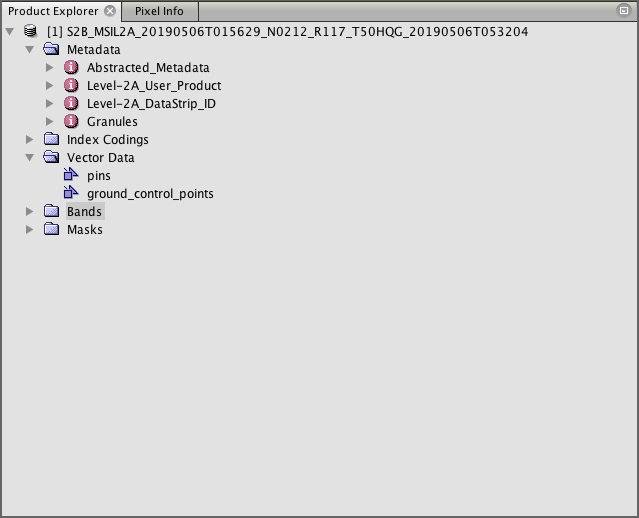 Product Explorer Pixel Info
[1] S2B_MSIL2A_20190506T015629_N0212_R117_T50HQG_20190506T053204
Metadata
Abstracted_Metadata
Level-2A_User_Product
Level-2A_DataStrip_ID
Granules
Index Codings
Vector Data
pins
ground_control_points
Bands
Masks